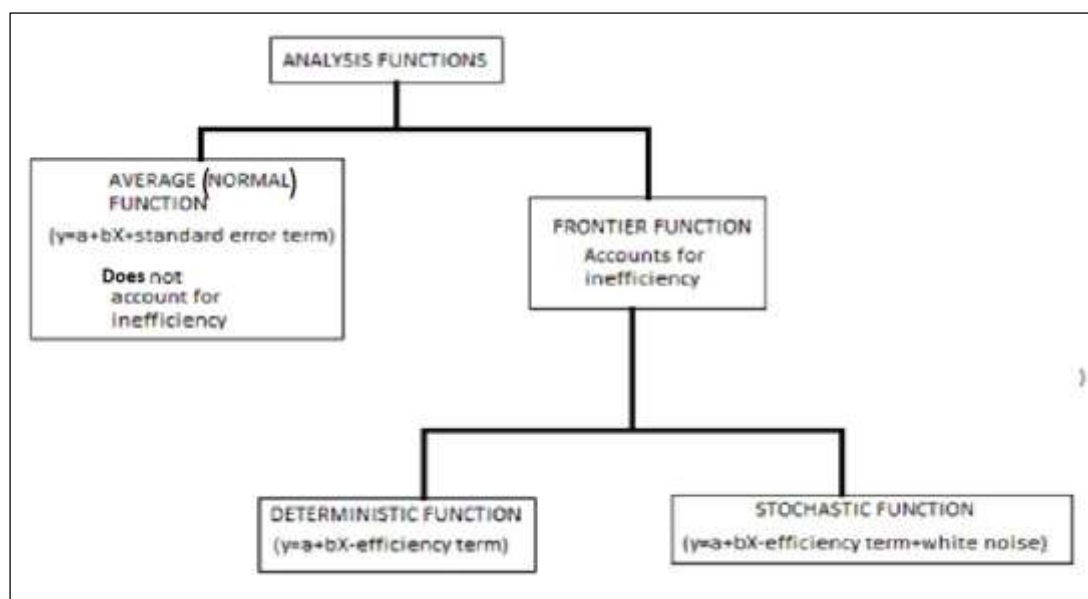 ANALYSIS FUNCTIONS
AVERAGE (NORMAL)
FUNCTION
(y=a+bX+standard error term)
Does not
account for
inefficiency
FRONTIER FUNCTION
Accounts for
inefficiency
)
DETERMINISTIC FUNCTION
(y=a+bX-efficiency term)
STOCHASTIC FUNCTION
(y=a+bX-efficiency term+white noise)